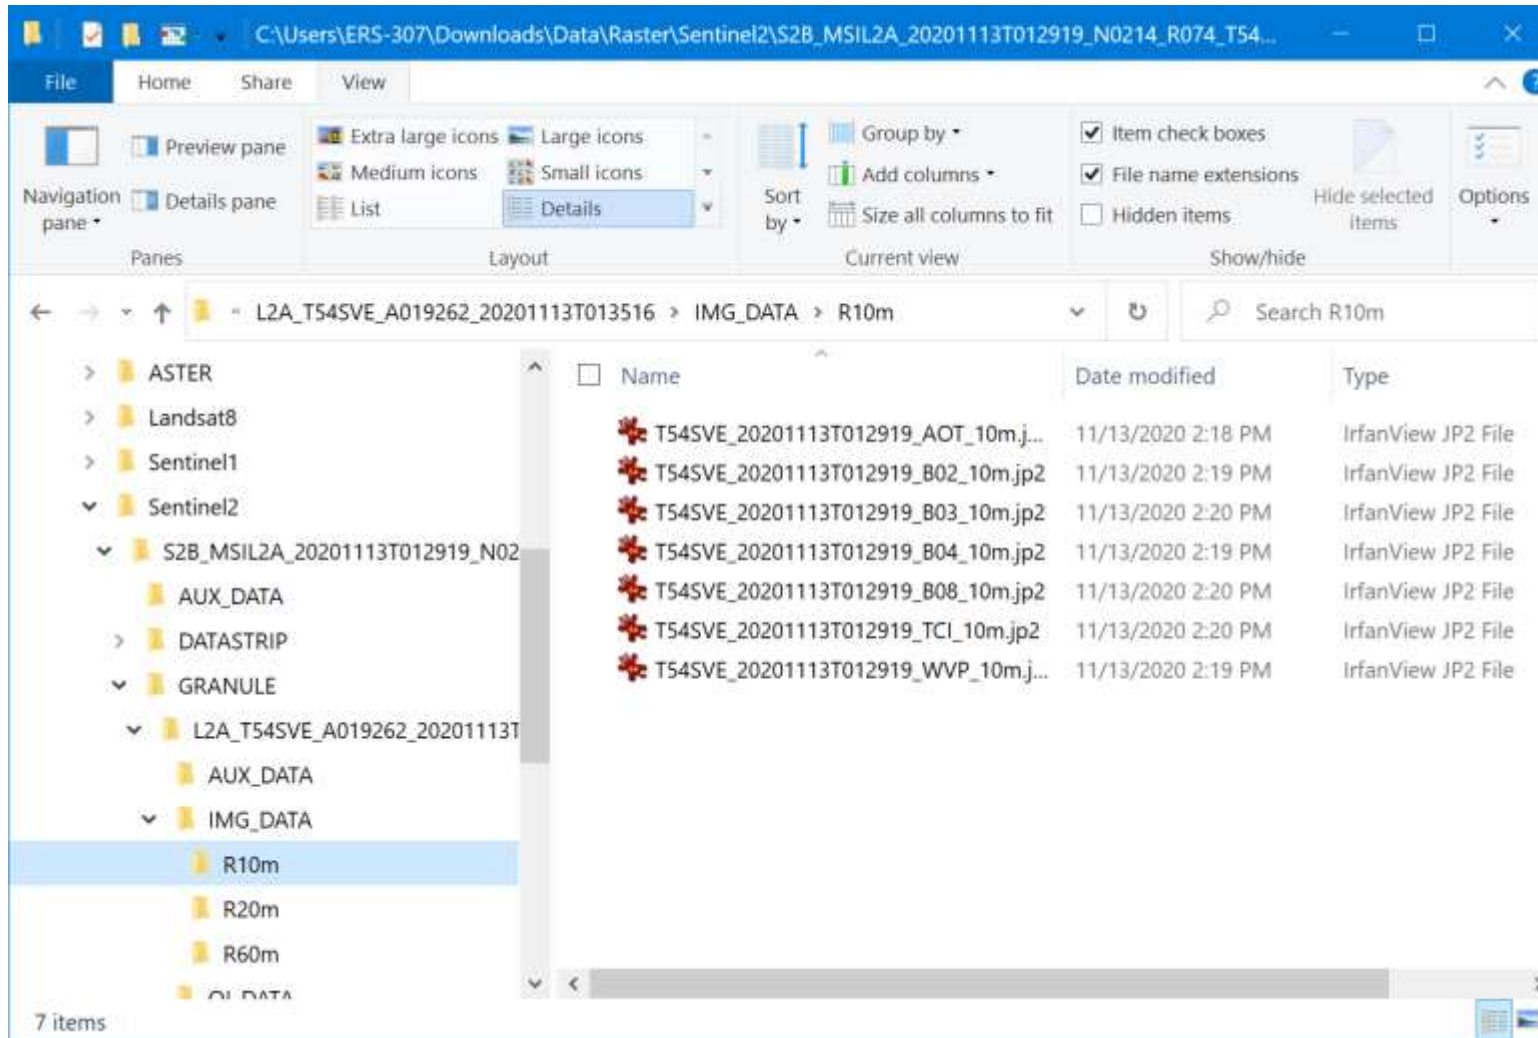 C:\Users\ERS-307\Downloads\Data\Raster\Sentinel2\S2B_MSIL2A_20201113T012919_N0214_R074_T54...
File Home Share View
Preview pane Extra large icons Large icons Group by Item check boxes
Medium icons Small icons Add columns File name extensions
Navigation pane Details pane List Details Sort by Size all columns to fit Hidden items Hide selected items Options
Panes Layout Current view Show/hide
L2A_T54SVE_A019262_20201113T013516 > IMG_DATA > R10m Search R10m
ASTER
Landsat8
Sentinel1
Sentinel2
S2B_MSIL2A_20201113T012919_N02
AUX_DATA
DATASTRIP
GRANULE
L2A_T54SVE_A019262_20201113T
AUX_DATA
IMG_DATA
R10m
R20m
R60m
QI_DATA
Name Date modified Type
T54SVE_20201113T012919_AOT_10m.j... 11/13/2020 2:18 PM IrfanView JP2 File
T54SVE_20201113T012919_B02_10m.jp2 11/13/2020 2:19 PM IrfanView JP2 File
T54SVE_20201113T012919_B03_10m.jp2 11/13/2020 2:20 PM IrfanView JP2 File
T54SVE_20201113T012919_B04_10m.jp2 11/13/2020 2:19 PM IrfanView JP2 File
T54SVE_20201113T012919_B08_10m.jp2 11/13/2020 2:20 PM IrfanView JP2 File
T54SVE_20201113T012919_TCI_10m.jp2 11/13/2020 2:20 PM IrfanView JP2 File
T54SVE_20201113T012919_WVP_10m.j... 11/13/2020 2:19 PM IrfanView JP2 File
7 items